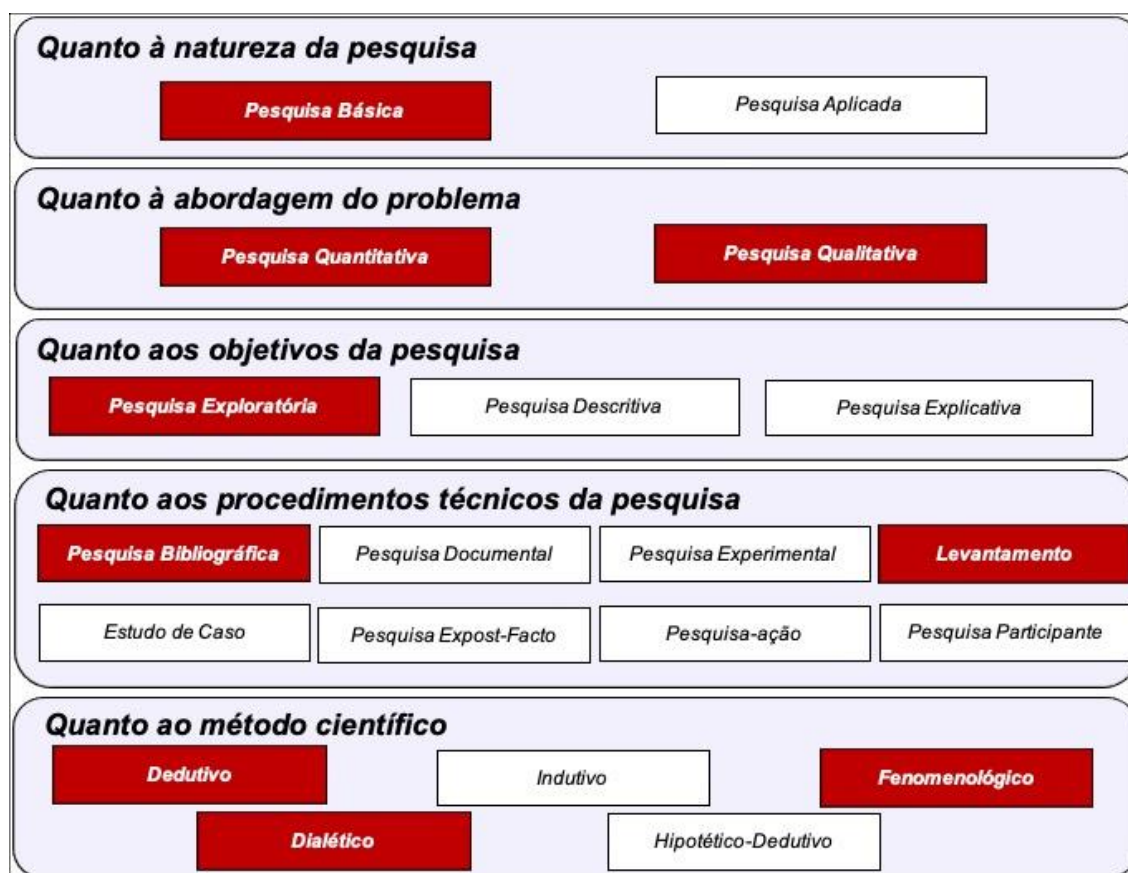 Quanto à natureza da pesquisa
Pesquisa Básica
Pesquisa Aplicada
Quanto à abordagem do problema
Pesquisa Quantitativa
Pesquisa Qualitativa
Quanto aos objetivos da pesquisa
Pesquisa Exploratória
Pesquisa Descritiva
Pesquisa Explicativa
Quanto aos procedimentos técnicos da pesquisa
Pesquisa Bibliográfica
Pesquisa Documental
Pesquisa Experimental
Levantamento
Estudo de Caso
Pesquisa Expost-Facto
Pesquisa-ação
Pesquisa Participante
Quanto ao método científico
Dedutivo
Indutivo
Fenomenológico
Dialético
Hipotético-Dedutivo